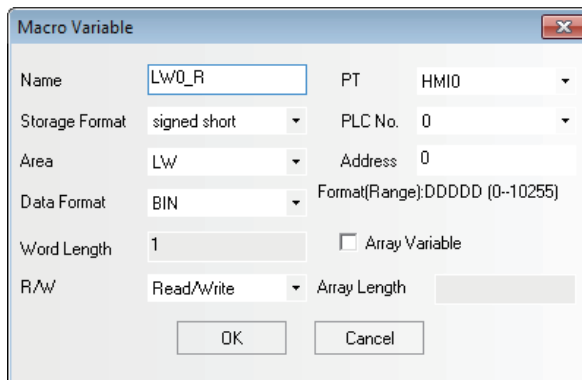 Macro Variable
Name LW0_R PT HMI0
Storage Format signed short PLC No. 0
Area LW Address 0
Data Format BIN Format(Range):DDDDD (0--10255)
Word Length 1 Array Variable
R/W Read/Write Array Length
OK Cancel